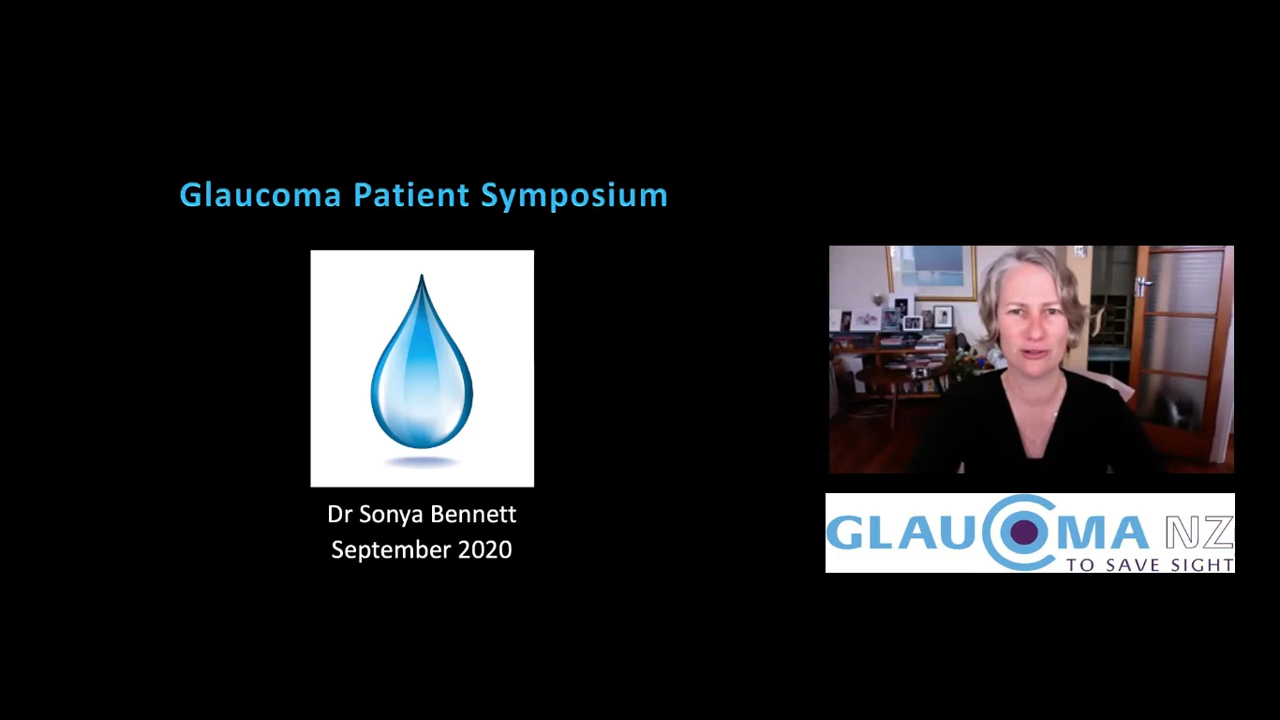 Glaucoma Patient Symposium
Dr Sonya Bennett
September 2020
GLAUCOMA NZ
TO SAVE SIGHT